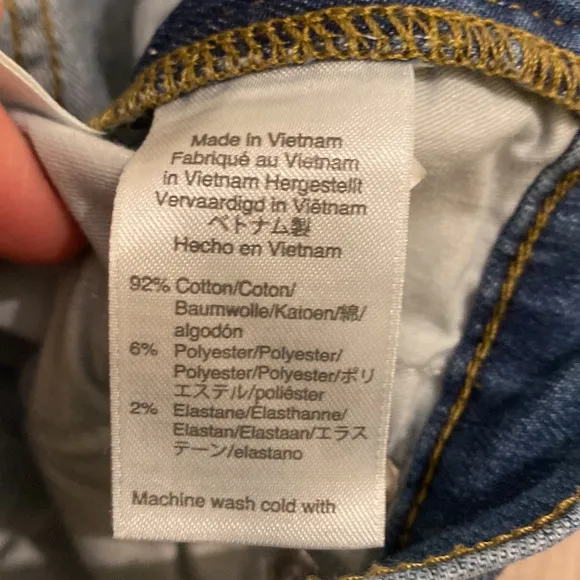 Made in Vietnam
Fabriqué au Vietnam
in Vietnam Hergestellt
Vervaardigd in Viêtnam
ベトナム製
Hecho en Vietnam
92% Cotton/Coton/
Baumwolle/Katoen/綿/
algodón
6% Polyester/Polyester/
Polyester/Polyester/ポリ
エステル/poliéster
2% Elastane/Élasthanne/
Elastan/Elastaan/エラス
テーン/elastano
Machine wash cold with